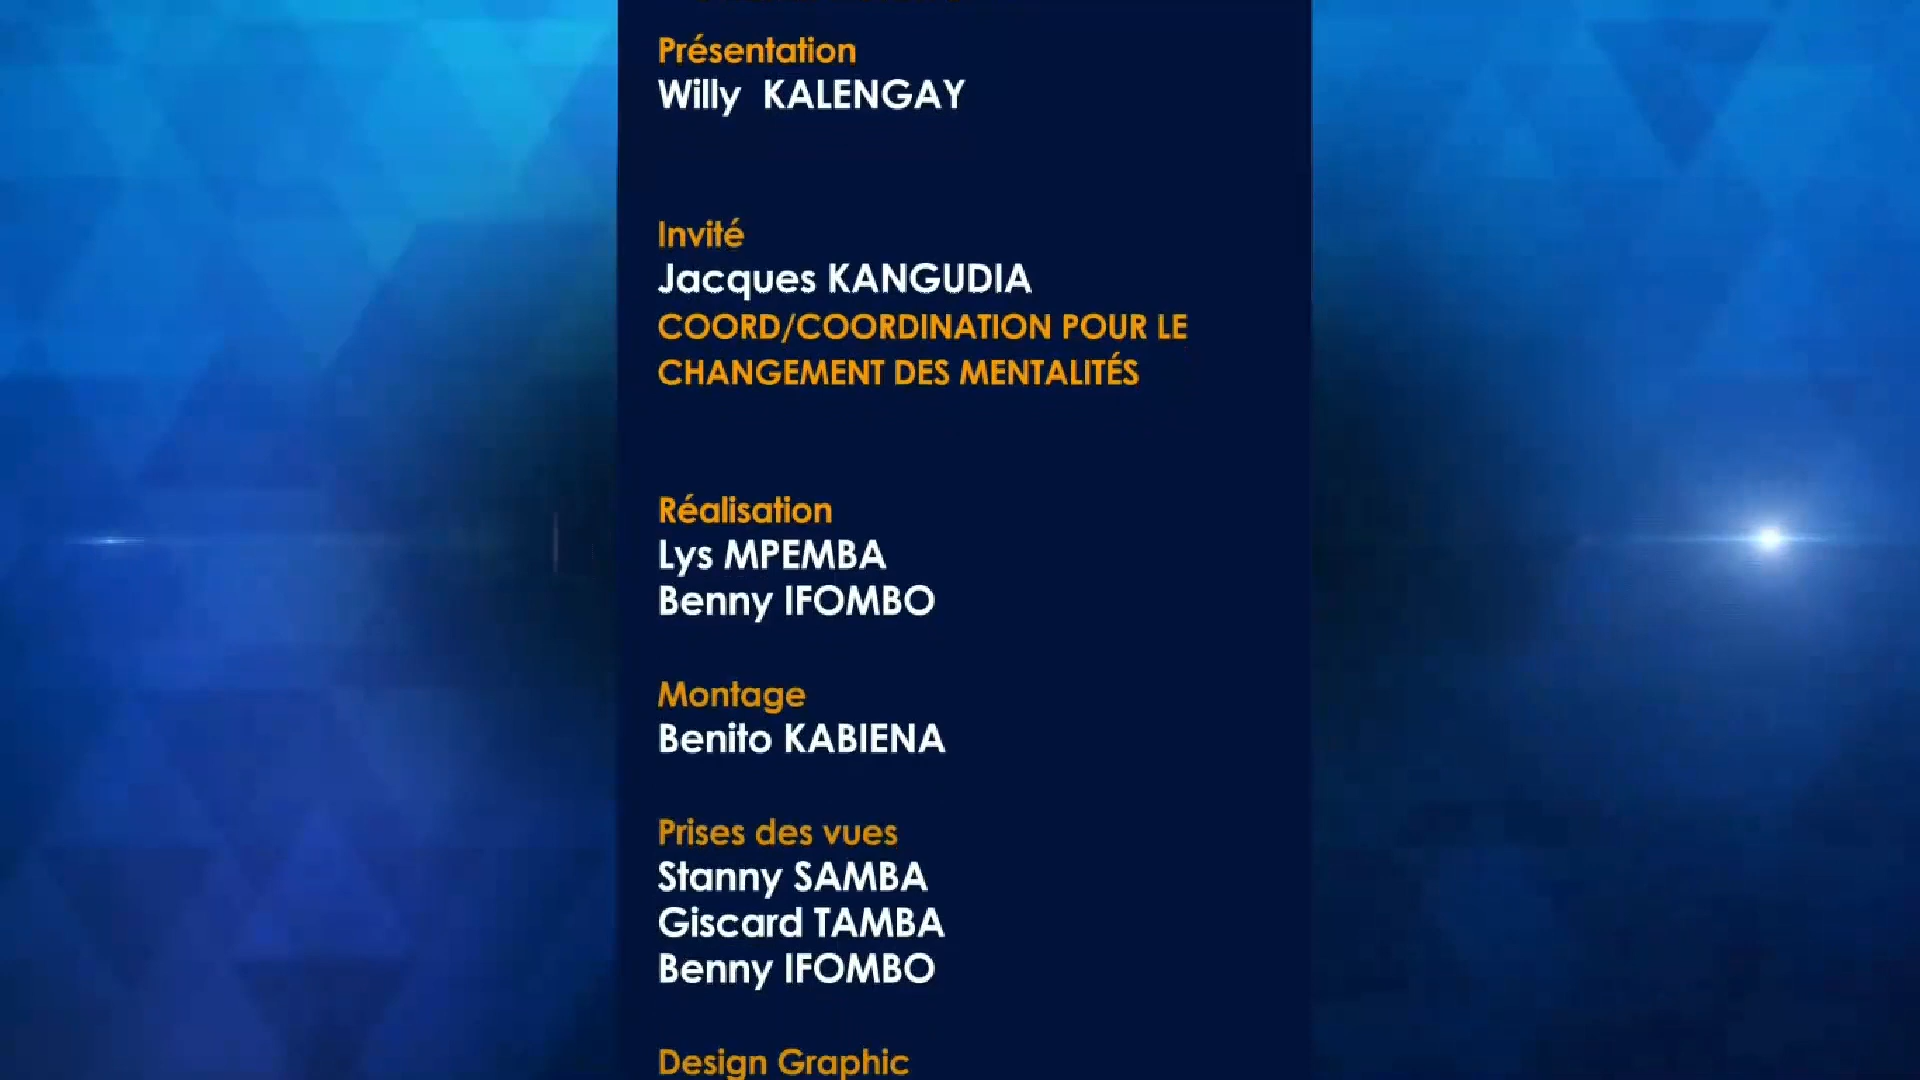 Présentation
Willy KALENGAY
Invité
Jacques KANGUDIA
COORD/COORDINATION POUR LE
CHANGEMENT DES MENTALITÉS
Réalisation
Lys MPEMBA
Benny IFOMBO
Montage
Benito KABIENA
Prises des vues
Stanny SAMBA
Giscard TAMBA
Benny IFOMBO
Design Graphic